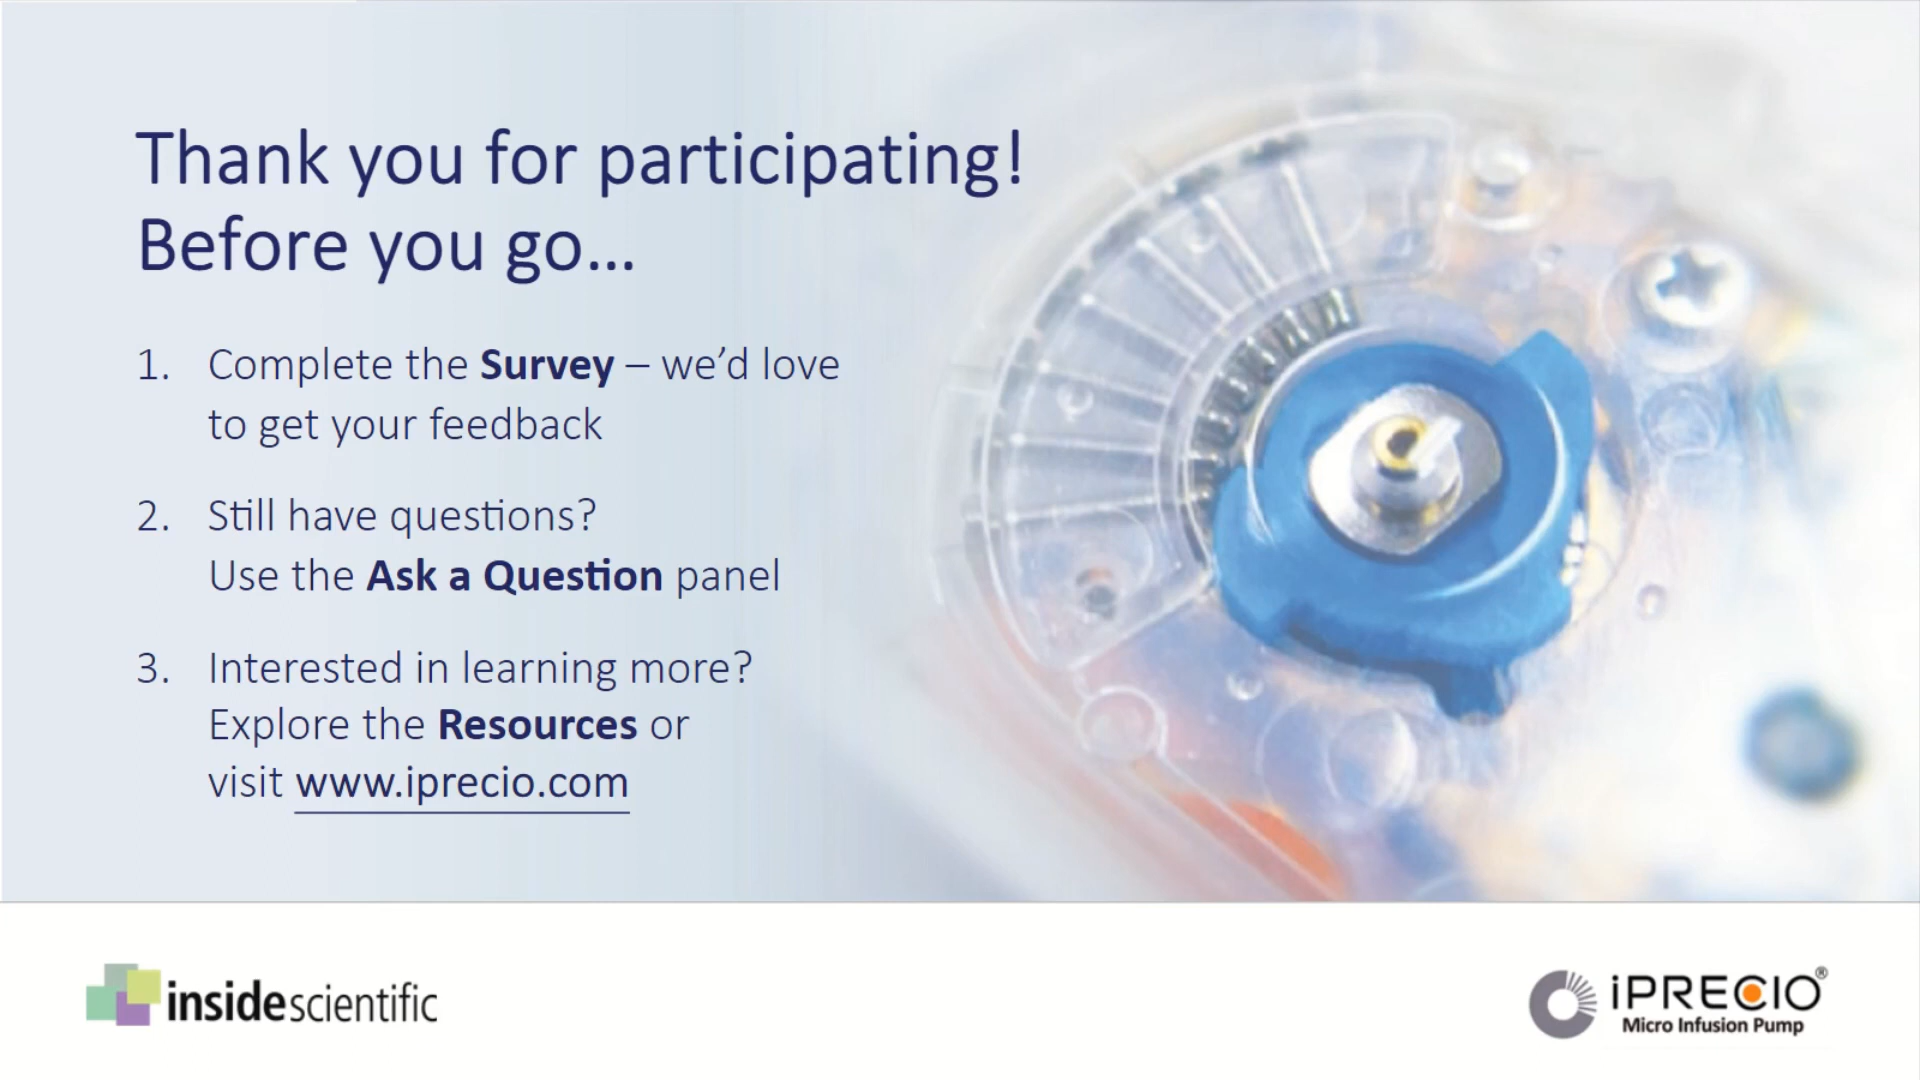 Thank you for participating!
Before you go...
1. Complete the Survey – we'd love
to get your feedback
2. Still have questions?
Use the Ask a Question panel
3. Interested in learning more?
Explore the Resources or
visit www.iprecio.com
insidescientific
iPRECIO®
Micro Infusion Pump